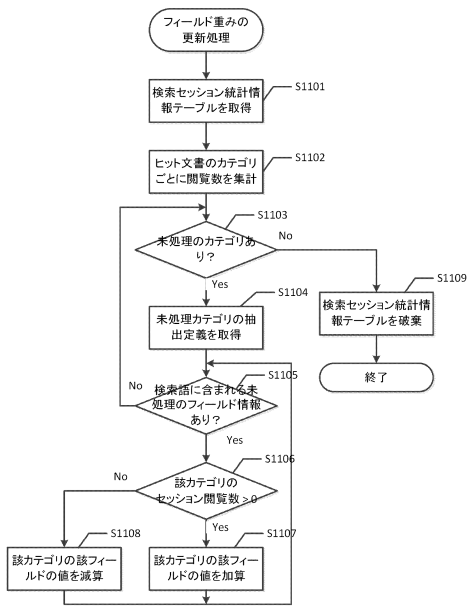 フィールド重みの
更新処理
検索セッション統計情
報テーブルを取得
S1101
ヒット文書のカテゴリ
ごとに閲覧数を集計
S1102
未処理のカテゴリあ
り？
S1103
No
Yes
未処理カテゴリの抽
出定義を取得
S1104
検索セッション統計情
報テーブルを破棄
S1109
終了
検索語に含まれる未
処理のフィールド情報
あり？
S1105
No
Yes
該カテゴリの
セッション閲覧数＞0
S1106
No
Yes
該カテゴリの該フィ
ールドの値を減算
S1108
該カテゴリの該フィ
ールドの値を加算
S1107